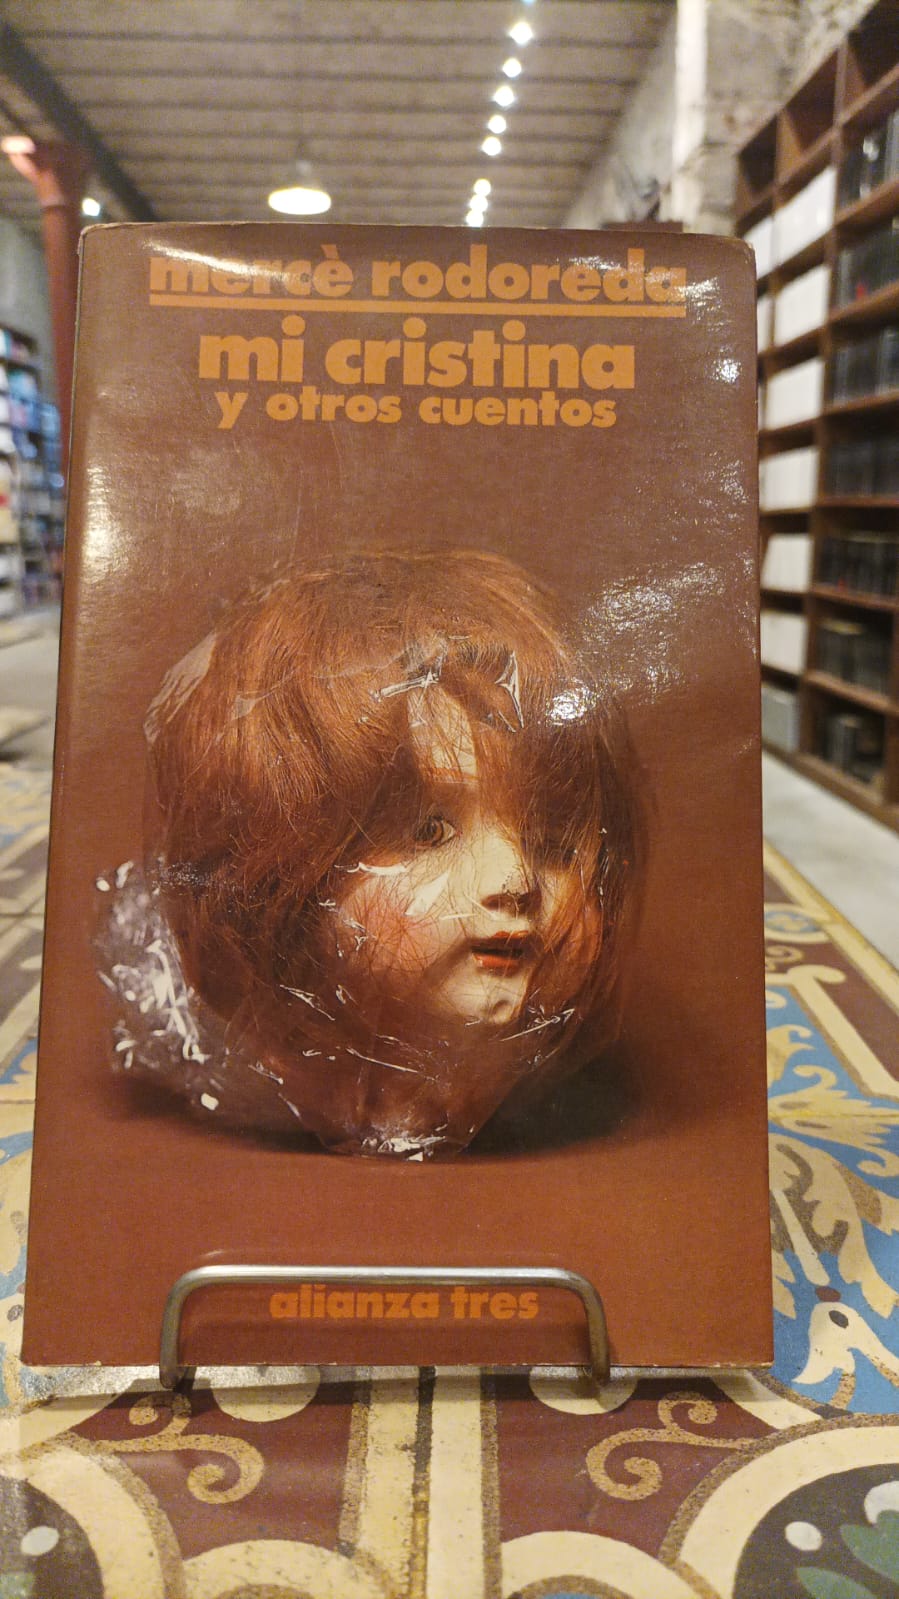 mercè rodoreda
mi cristina
y otros cuentos
alianza tres